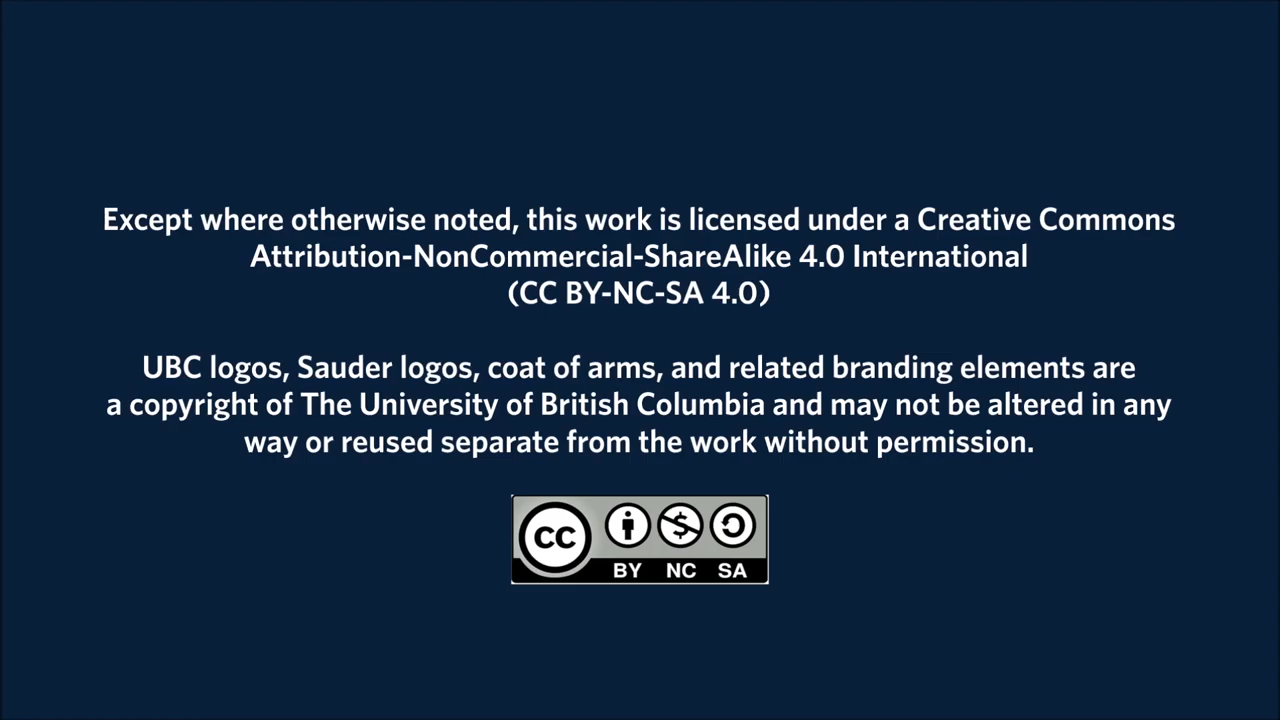 Except where otherwise noted, this work is licensed under a Creative Commons
Attribution-NonCommercial-ShareAlike 4.0 International
(CC BY-NC-SA 4.0)
UBC logos, Sauder logos, coat of arms, and related branding elements are
a copyright of The University of British Columbia and may not be altered in any
way or reused separate from the work without permission.
CC
BY NC SA